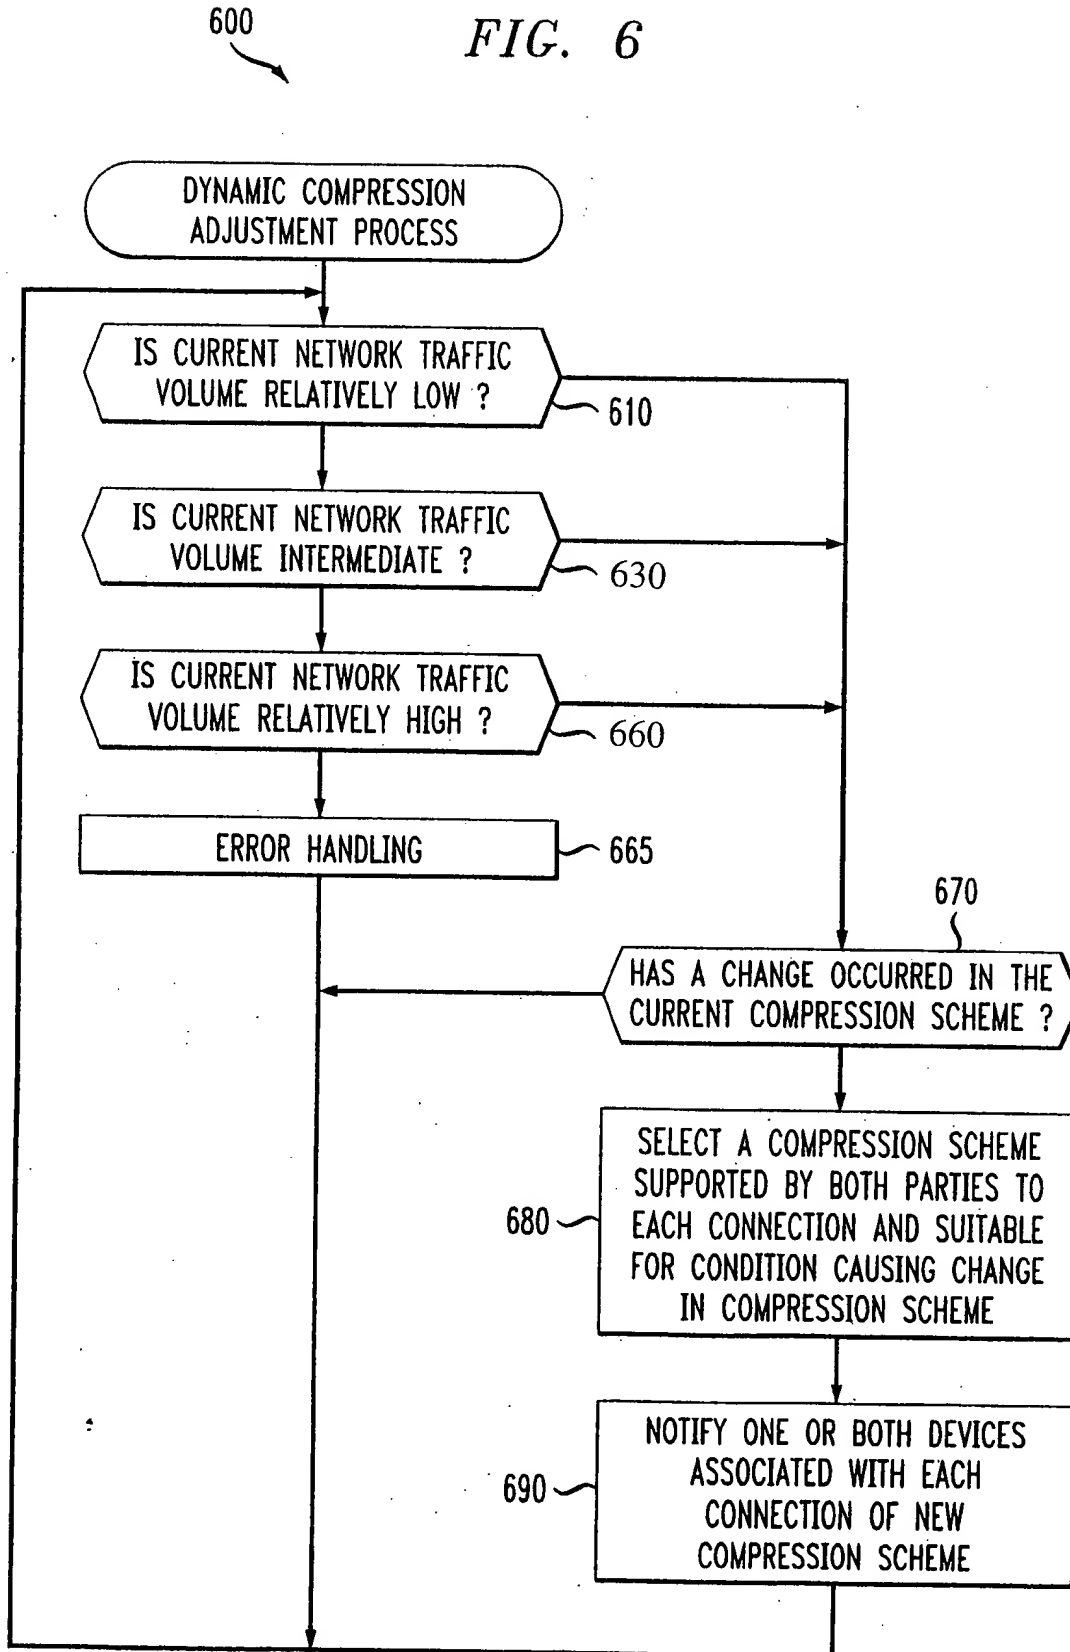 600
FIG. 6
DYNAMIC COMPRESSION
ADJUSTMENT PROCESS
IS CURRENT NETWORK TRAFFIC
VOLUME RELATIVELY LOW ?
610
IS CURRENT NETWORK TRAFFIC
VOLUME INTERMEDIATE ?
630
IS CURRENT NETWORK TRAFFIC
VOLUME RELATIVELY HIGH ?
660
ERROR HANDLING
665
670
HAS A CHANGE OCCURRED IN THE
CURRENT COMPRESSION SCHEME ?
SELECT A COMPRESSION SCHEME
SUPPORTED BY BOTH PARTIES TO
EACH CONNECTION AND SUITABLE
FOR CONDITION CAUSING CHANGE
IN COMPRESSION SCHEME
680
NOTIFY ONE OR BOTH DEVICES
ASSOCIATED WITH EACH
CONNECTION OF NEW
COMPRESSION SCHEME
690